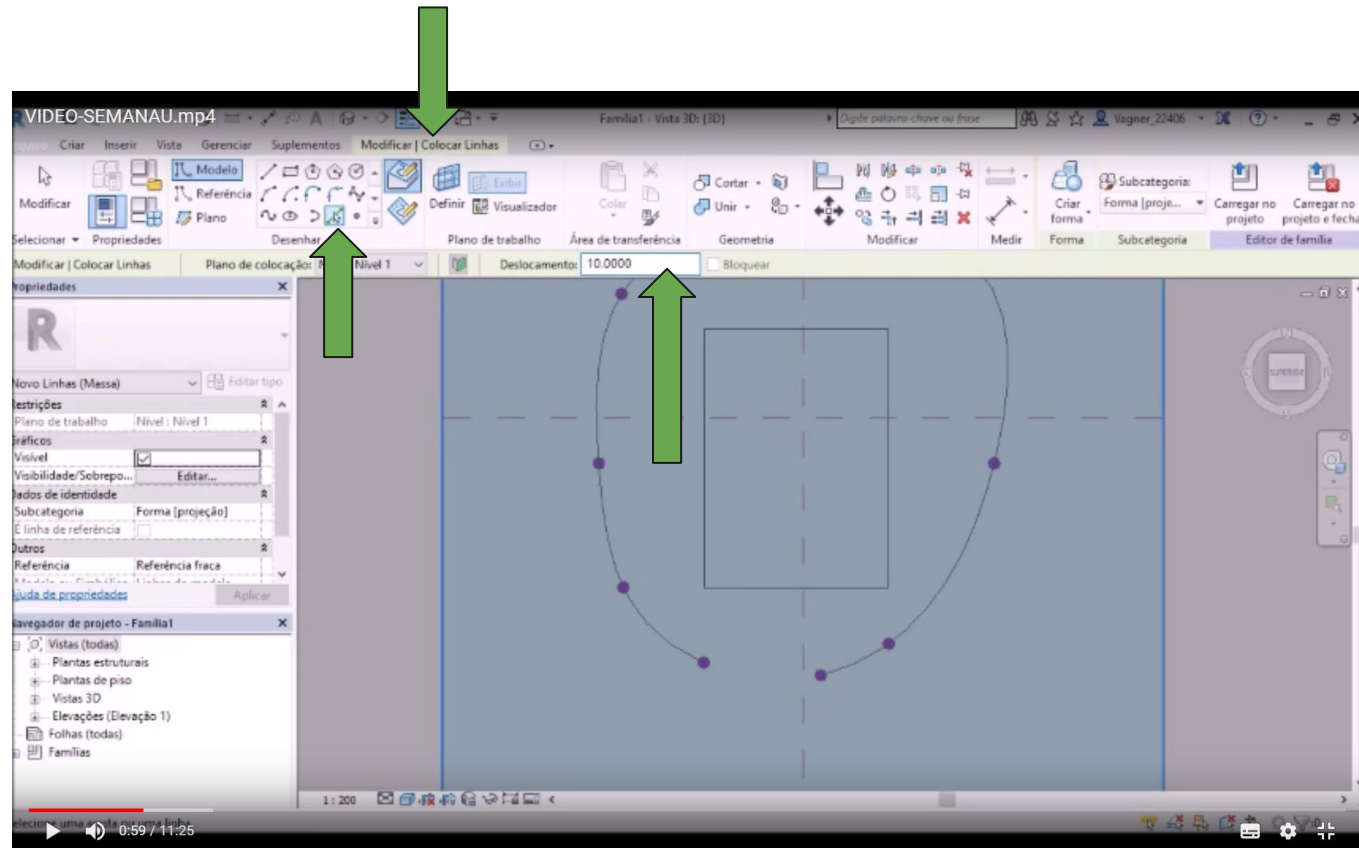 VIDEO-SEMANAU.mp4
Família1 - Vista 3D: {3D}
Digite palavra-chave ou frase
Vagner_22406
Criar Inserir Vista Gerenciar Suplementos Modificar | Colocar Linhas
Modificar
Modelo
Referência
Plano
Definir
Exibir
Visualizador
Colar
Cortar
Unir
Criar forma
Subcategoria:
Forma [proje...
Carregar no projeto
Carregar no projeto e fecha
Selecionar Propriedades Desenhar Plano de trabalho Área de transferência Geometria Modificar Medir Forma Subcategoria Editor de família
Modificar | Colocar Linhas Plano de colocação: Nível 1 Deslocamento: 10.0000 Bloquear
Propriedades
R
SUPERIOR
Novo Linhas (Massa) Editar tipo
Restrições
Plano de trabalho Nível : Nível 1
Gráficos
Visível
Visibilidade/Sobrepo... Editar...
Dados de identidade
Subcategoria Forma [projeção]
É linha de referência
Outros
Referência Referência fraca
Ajuda de propriedades Aplicar
Navegador de projeto - Família1
Vistas (todas)
Plantas estruturais
Plantas de piso
Vistas 3D
Elevações (Elevação 1)
Folhas (todas)
Famílias
1 : 200
0:59 / 11:25